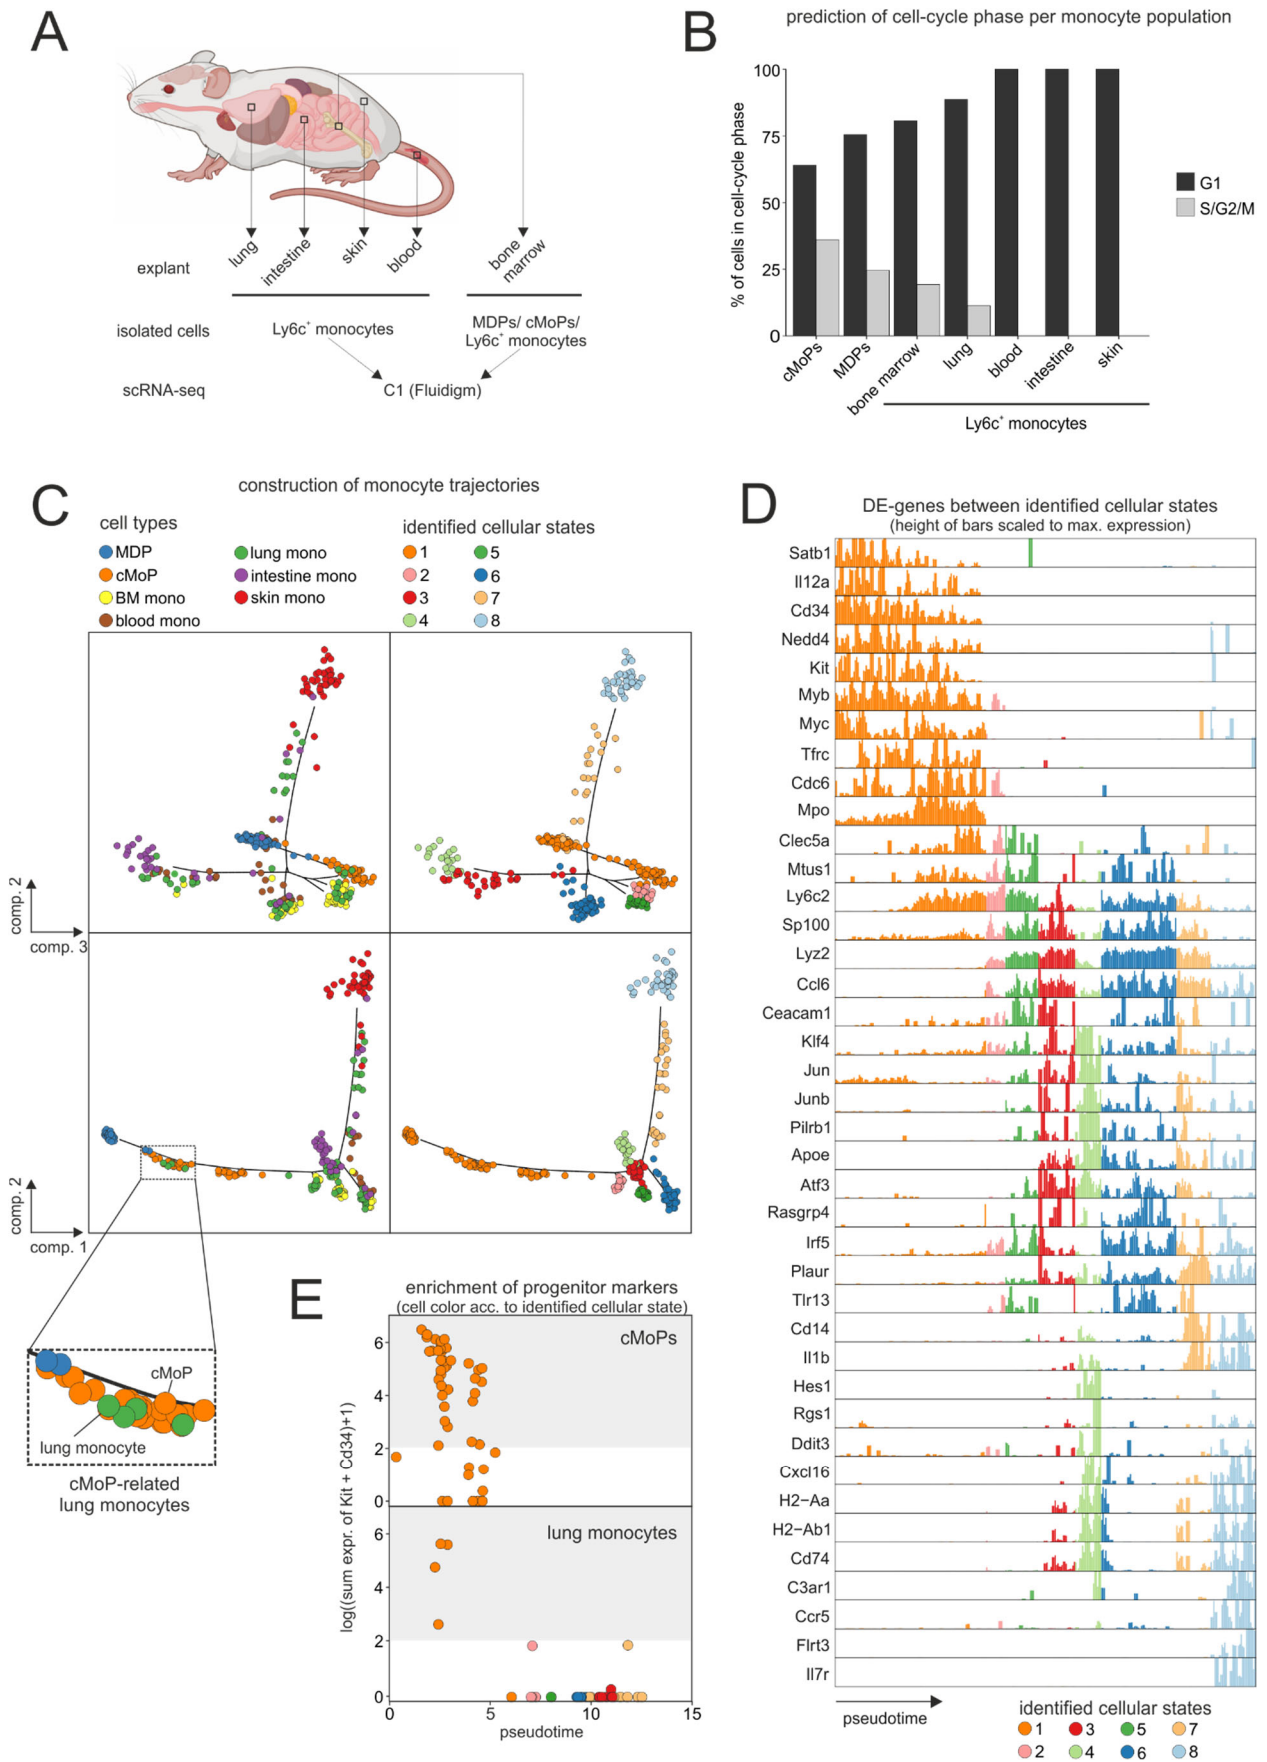 A
lung
intestine
skin
blood
bone
marrow
explant
isolated cells
Ly6c+ monocytes
MDPs/ cMoPs/
Ly6c+ monocytes
scRNA-seq
C1 (Fluidigm)
B
prediction of cell-cycle phase per monocyte population
% of cells in cell-cycle phase
100
75
50
25
0
G1
S/G2/M
cMoPs
MDPs
bone marrow
lung
blood
intestine
skin
Ly6c+ monocytes
C
construction of monocyte trajectories
cell types
MDP
cMoP
BM mono
blood mono
lung mono
intestine mono
skin mono
identified cellular states
1
2
3
4
5
6
7
8
comp. 2
comp. 3
comp. 2
comp. 1
cMoP
lung monocyte
cMoP-related
lung monocytes
D
DE-genes between identified cellular states
(height of bars scaled to max. expression)
Satb1
Il12a
Cd34
Nedd4
Kit
Myb
Myc
Tfrc
Cdc6
Mpo
Clec5a
Mtus1
Ly6c2
Sp100
Lyz2
Ccl6
Ceacam1
Klf4
Jun
Junb
Pilrb1
Apoe
Atf3
Rasgrp4
Irf5
Plaur
Tlr13
Cd14
Il1b
Hes1
Rgs1
Ddit3
Cxcl16
H2−Aa
H2−Ab1
Cd74
C3ar1
Ccr5
Flrt3
Il7r
pseudotime
identified cellular states
1 3 5 7
2 4 6 8
E
enrichment of progenitor markers
(cell color acc. to identified cellular state)
log((sum expr. of Kit + Cd34)+1)
cMoPs
6
4
2
0
lung monocytes
6
4
2
0
0 5 10 15
pseudotime